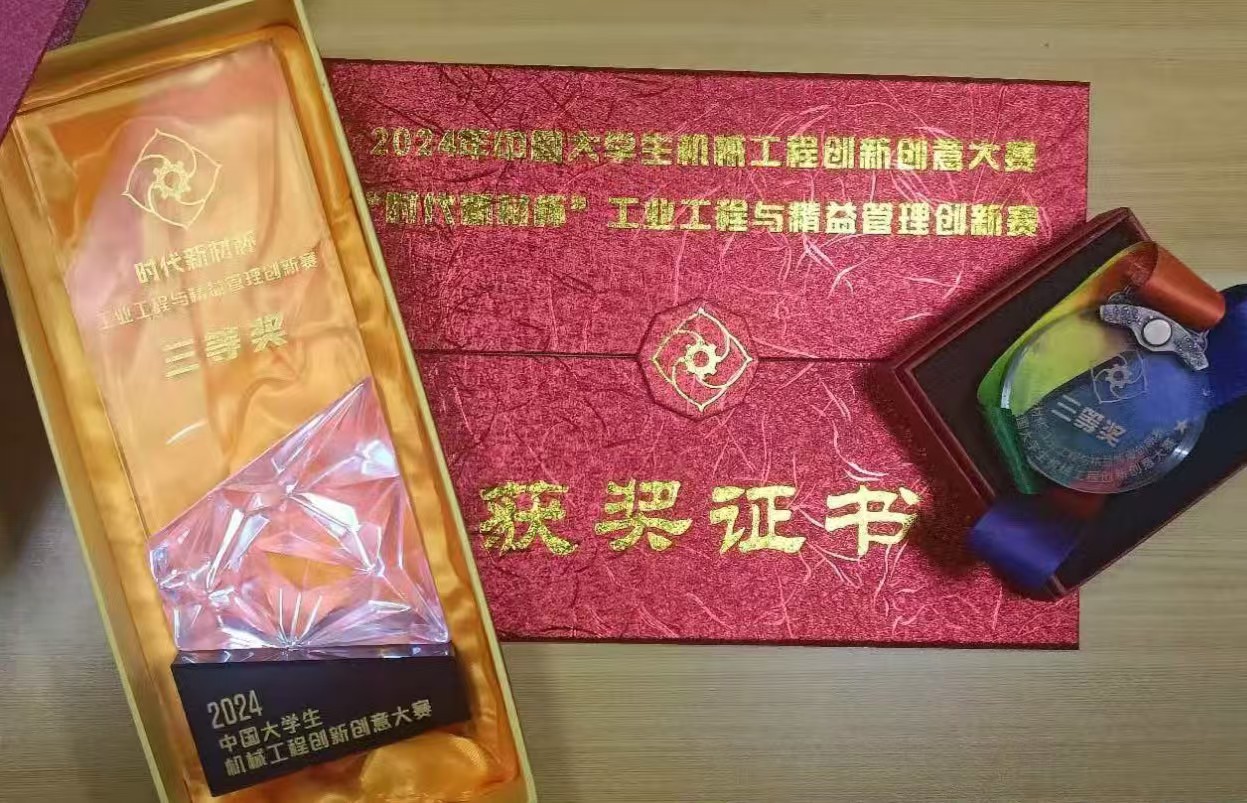 时代新材杯
工业工程与精益管理创新赛
三等奖
2024
中国大学生
机械工程创新创意大赛
2024年中国大学生机械工程创新创意大赛
“时代新材杯”工业工程与精益管理创新赛
获奖证书
三等奖